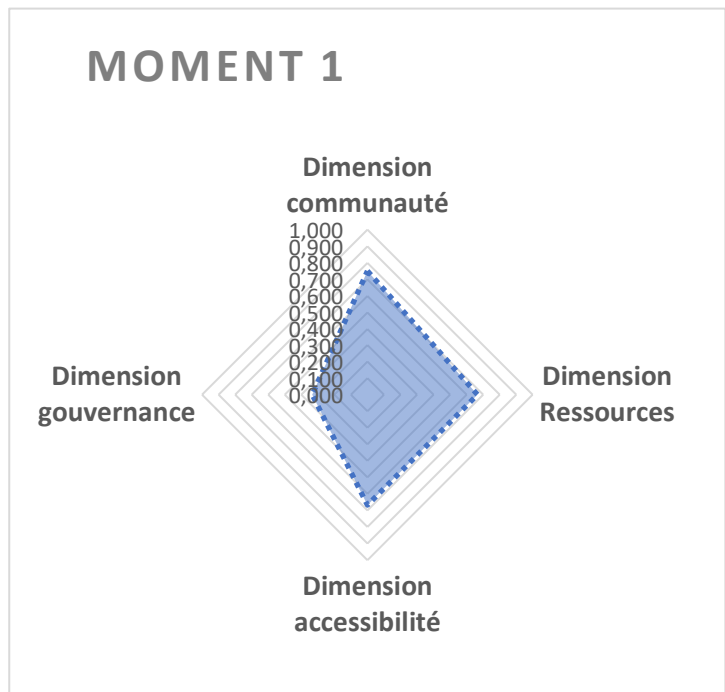 MOMENT 1
Dimension
communauté
1,000
0,900
0,800
0,700
0,600
0,500
0,400
0,300
0,200
0,100
0,000
Dimension
gouvernance
Dimension
Ressources
Dimension
accessibilité